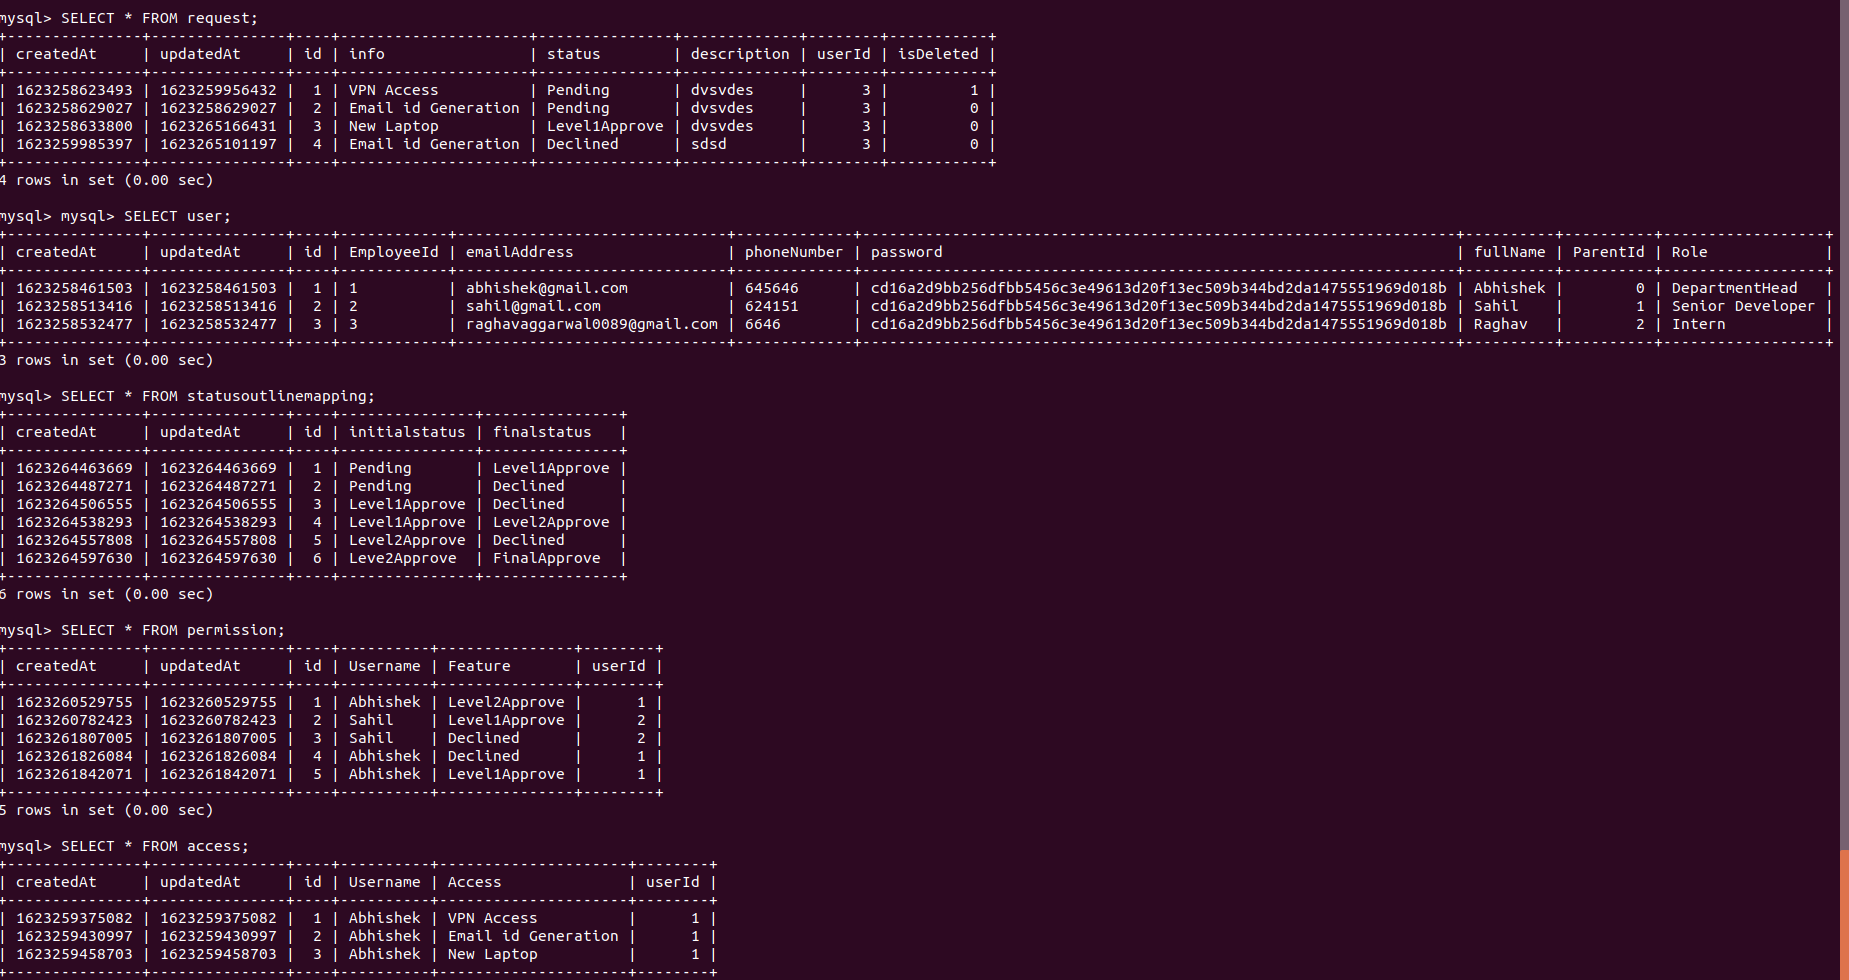 mysql> SELECT * FROM request;
+---------------+---------------+----+---------------------+---------------+-------------+--------+-----------+
| createdAt     | updatedAt     | id | info                | status        | description | userId | isDeleted |
+---------------+---------------+----+---------------------+---------------+-------------+--------+-----------+
| 1623258623493 | 1623259956432 |  1 | VPN Access          | Pending       | dvsvdes     |      3 |         1 |
| 1623258629027 | 1623258629027 |  2 | Email id Generation | Pending       | dvsvdes     |      3 |         0 |
| 1623258633800 | 1623265166431 |  3 | New Laptop          | Level1Approve | dvsvdes     |      3 |         0 |
| 1623259985397 | 1623265101197 |  4 | Email id Generation | Declined      | sdsd        |      3 |         0 |
+---------------+---------------+----+---------------------+---------------+-------------+--------+-----------+
4 rows in set (0.00 sec)
mysql> mysql> SELECT user;
+---------------+---------------+----+------------+------------------------------+-------------+------------------------------------------------------------------+----------+----------+------------------+
| createdAt     | updatedAt     | id | EmployeeId | emailAddress                 | phoneNumber | password                                                         | fullName | ParentId | Role             |
+---------------+---------------+----+------------+------------------------------+-------------+------------------------------------------------------------------+----------+----------+------------------+
| 1623258461503 | 1623258461503 |  1 | 1          | abhishek@gmail.com           | 645646      | cd16a2d9bb256dfbb5456c3e49613d20f13ec509b344bd2da1475551969d018b | Abhishek |        0 | DepartmentHead   |
| 1623258513416 | 1623258513416 |  2 | 2          | sahil@gmail.com              | 624151      | cd16a2d9bb256dfbb5456c3e49613d20f13ec509b344bd2da1475551969d018b | Sahil    |        1 | Senior Developer |
| 1623258532477 | 1623258532477 |  3 | 3          | raghavaggarwal0089@gmail.com | 6646        | cd16a2d9bb256dfbb5456c3e49613d20f13ec509b344bd2da1475551969d018b | Raghav   |        2 | Intern           |
+---------------+---------------+----+------------+------------------------------+-------------+------------------------------------------------------------------+----------+----------+------------------+
3 rows in set (0.00 sec)
mysql> SELECT * FROM statusoutlinemapping;
+---------------+---------------+----+---------------+---------------+
| createdAt     | updatedAt     | id | initialstatus | finalstatus   |
+---------------+---------------+----+---------------+---------------+
| 1623264463669 | 1623264463669 |  1 | Pending       | Level1Approve |
| 1623264487271 | 1623264487271 |  2 | Pending       | Declined      |
| 1623264506555 | 1623264506555 |  3 | Level1Approve | Declined      |
| 1623264538293 | 1623264538293 |  4 | Level1Approve | Level2Approve |
| 1623264557808 | 1623264557808 |  5 | Level2Approve | Declined      |
| 1623264597630 | 1623264597630 |  6 | Leve2Approve  | FinalApprove  |
+---------------+---------------+----+---------------+---------------+
6 rows in set (0.00 sec)
mysql> SELECT * FROM permission;
+---------------+---------------+----+----------+---------------+--------+
| createdAt     | updatedAt     | id | Username | Feature       | userId |
+---------------+---------------+----+----------+---------------+--------+
| 1623260529755 | 1623260529755 |  1 | Abhishek | Level2Approve |      1 |
| 1623260782423 | 1623260782423 |  2 | Sahil    | Level1Approve |      2 |
| 1623261807005 | 1623261807005 |  3 | Sahil    | Declined      |      2 |
| 1623261826084 | 1623261826084 |  4 | Abhishek | Declined      |      1 |
| 1623261842071 | 1623261842071 |  5 | Abhishek | Level1Approve |      1 |
+---------------+---------------+----+----------+---------------+--------+
5 rows in set (0.00 sec)
mysql> SELECT * FROM access;
+---------------+---------------+----+----------+---------------------+--------+
| createdAt     | updatedAt     | id | Username | Access              | userId |
+---------------+---------------+----+----------+---------------------+--------+
| 1623259375082 | 1623259375082 |  1 | Abhishek | VPN Access          |      1 |
| 1623259430997 | 1623259430997 |  2 | Abhishek | Email id Generation |      1 |
| 1623259458703 | 1623259458703 |  3 | Abhishek | New Laptop          |      1 |
+---------------+---------------+----+----------+---------------------+--------+